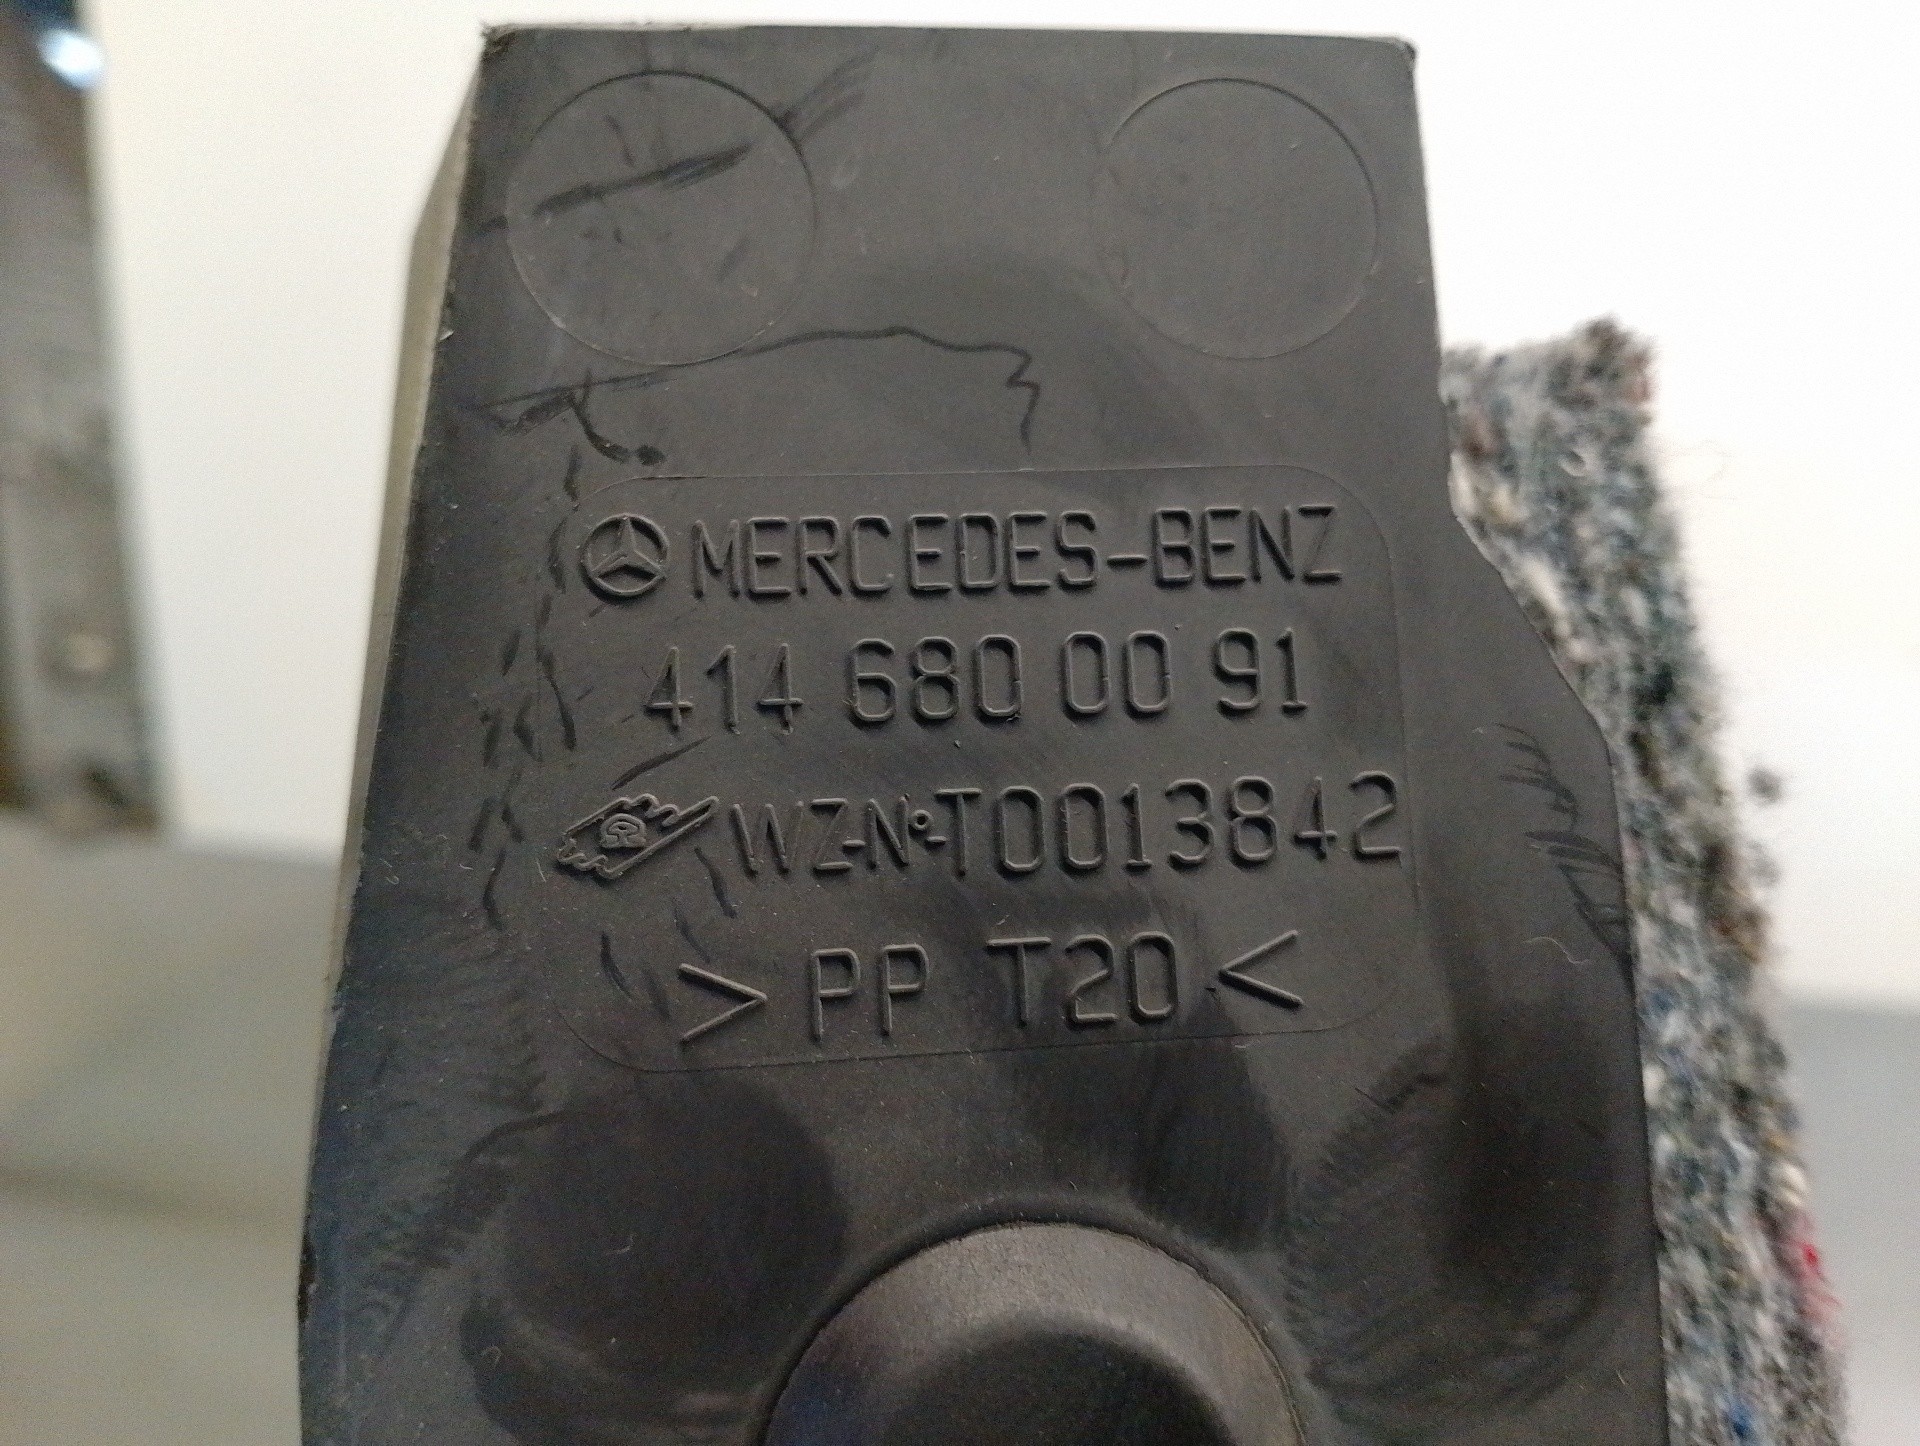 MERCEDES-BENZ
414 680 00 91
WZ-N°-T0013842
> PP T20 <